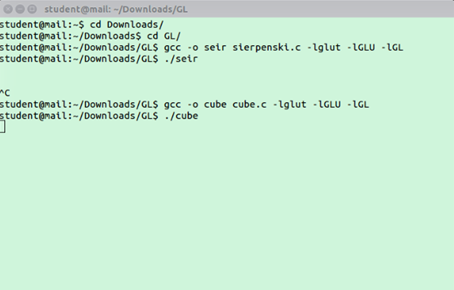 student@mail: ~/Downloads/GL
student@mail:~$ cd Downloads/
student@mail:~/Downloads$ cd GL/
student@mail:~/Downloads/GL$ gcc -o seir sierpenski.c -lglut -lGLU -lGL
student@mail:~/Downloads/GL$ ./seir
^C
student@mail:~/Downloads/GL$ gcc -o cube cube.c -lglut -lGLU -lGL
student@mail:~/Downloads/GL$ ./cube